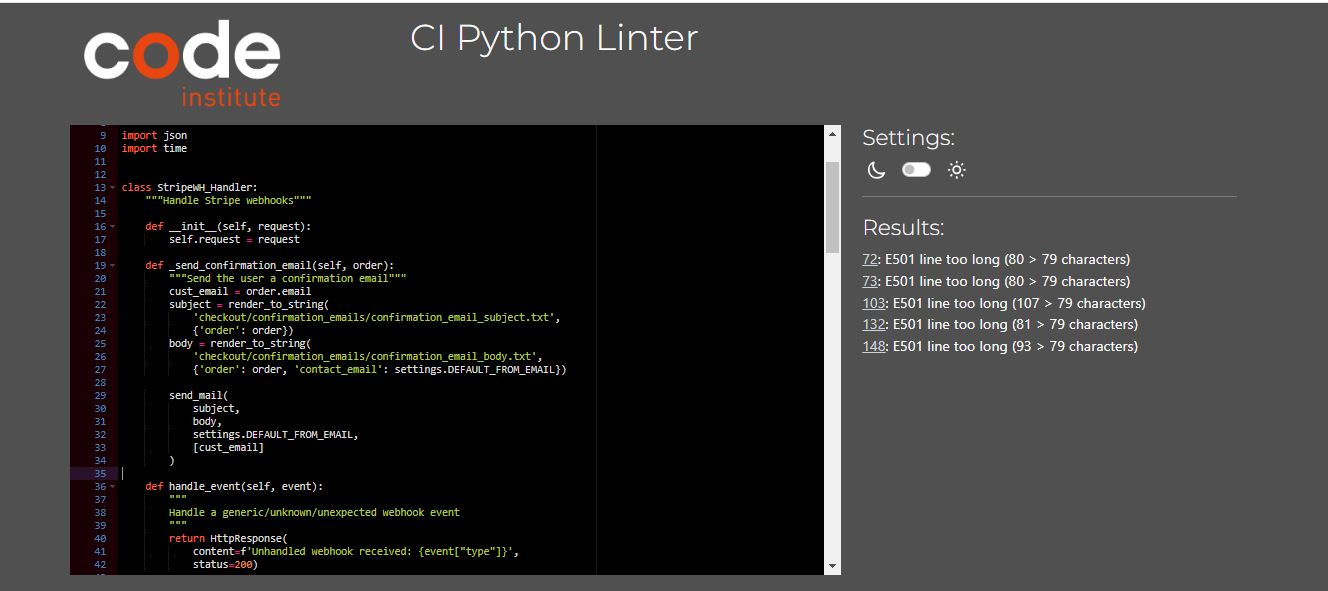 code
institute
CI Python Linter
9 import json
10 import time
11
12
13 class StripeWH_Handler:
14 """Handle Stripe webhooks"""
15
16 def __init__(self, request):
17 self.request = request
18
19 def _send_confirmation_email(self, order):
20 """Send the user a confirmation email"""
21 cust_email = order.email
22 subject = render_to_string(
23 'checkout/confirmation_emails/confirmation_email_subject.txt',
24 {'order': order})
25 body = render_to_string(
26 'checkout/confirmation_emails/confirmation_email_body.txt',
27 {'order': order, 'contact_email': settings.DEFAULT_FROM_EMAIL})
28
29 send_mail(
30 subject,
31 body,
32 settings.DEFAULT_FROM_EMAIL,
33 [cust_email]
34 )
35
36 def handle_event(self, event):
37 """
38 Handle a generic/unknown/unexpected webhook event
39 """
40 return HttpResponse(
41 content=f'Unhandled webhook received: {event["type"]}',
42 status=200)
Settings:
Results:
72: E501 line too long (80 > 79 characters)
73: E501 line too long (80 > 79 characters)
103: E501 line too long (107 > 79 characters)
132: E501 line too long (81 > 79 characters)
148: E501 line too long (93 > 79 characters)